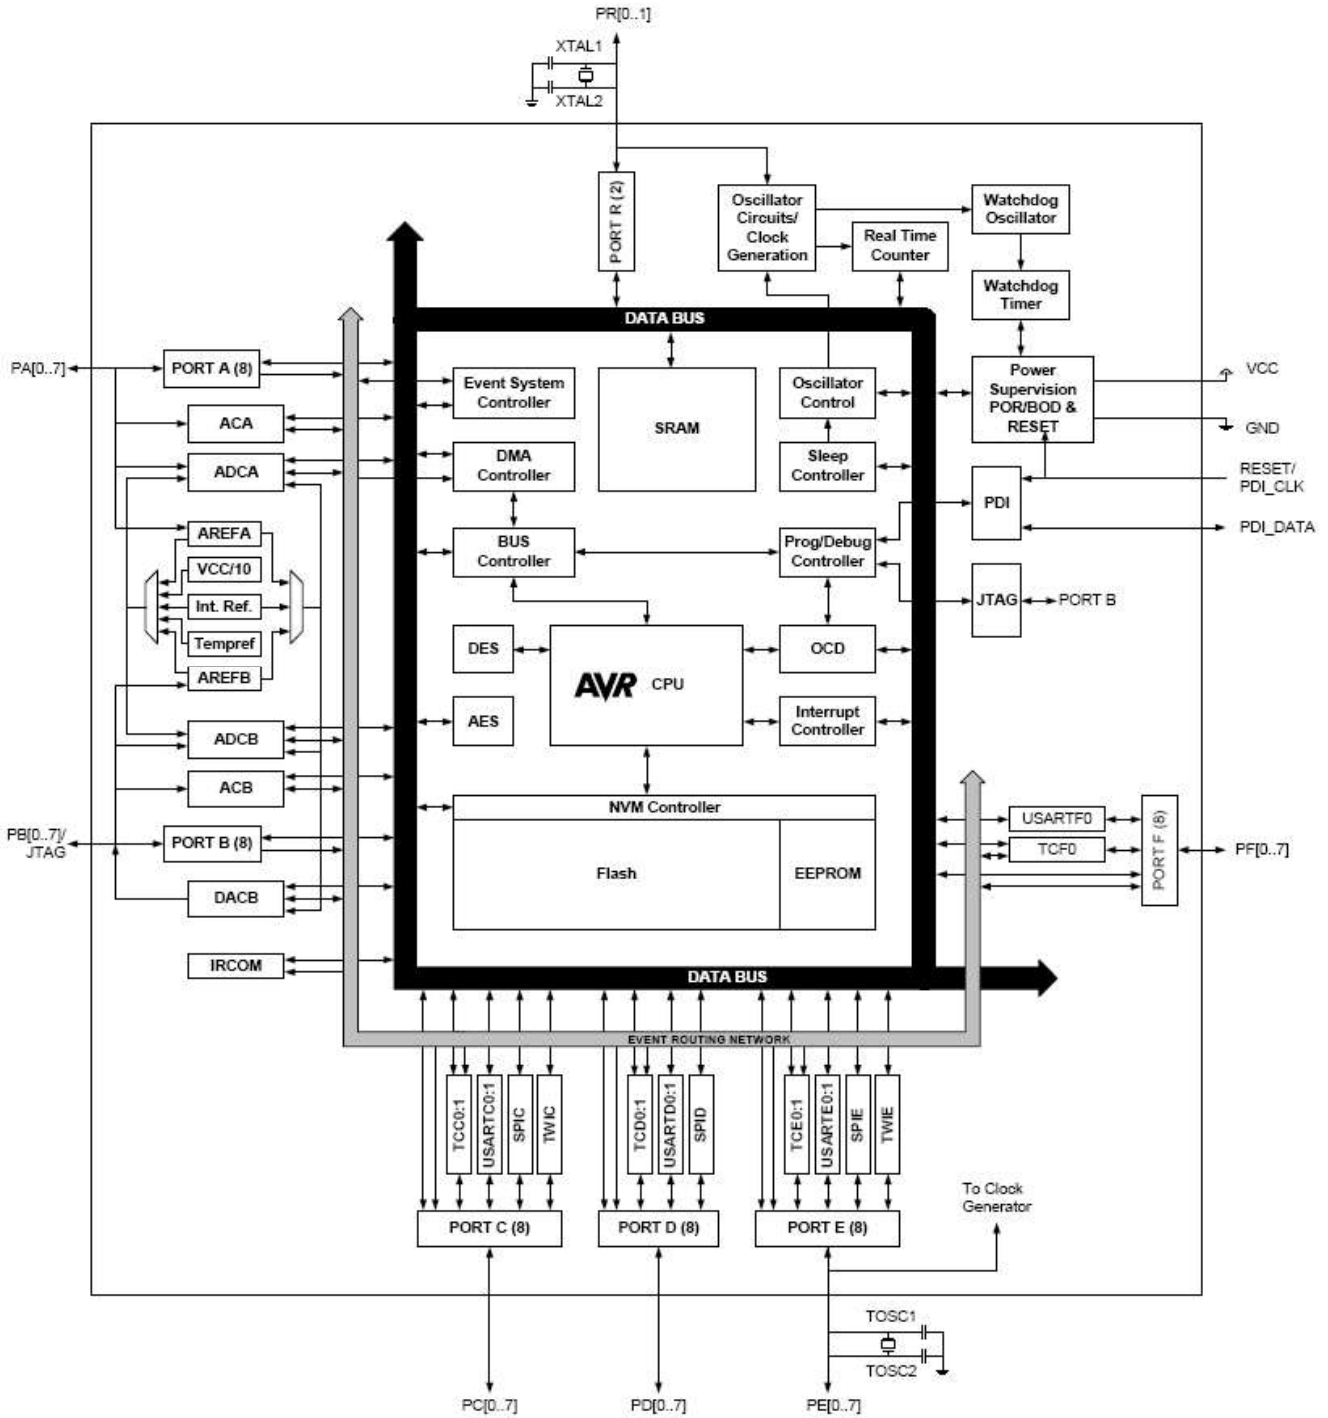 PR[0..1]
XTAL1
XTAL2
PORT R (2)
Oscillator
Circuits/
Clock
Generation
Watchdog
Oscillator
Real Time
Counter
Watchdog
Timer
DATA BUS
PA[0..7]
PORT A (8)
Event System
Controller
SRAM
Oscillator
Control
Power
Supervision
POR/BOD &
RESET
VCC
GND
ACA
ADCA
DMA
Controller
Sleep
Controller
PDI
RESET/
PDI_CLK
PDI_DATA
AREFA
VCC/10
Int. Ref.
Tempref
AREFB
BUS
Controller
Prog/Debug
Controller
JTAG
PORT B
DES
AVR CPU
OCD
AES
Interrupt
Controller
ADCB
ACB
PB[0..7]/
JTAG
PORT B (8)
DACB
IRCOM
NVM Controller
Flash
EEPROM
USARTF0
TCF0
PORT F (8)
PF[0..7]
DATA BUS
EVENT ROUTING NETWORK
TCC0:1
USARTC0:1
SPIC
TWIC
TCD0:1
USARTD0:1
SPID
TCE0:1
USARTE0:1
SPIE
TWIE
PORT C (8)
PORT D (8)
PORT E (8)
To Clock
Generator
TOSC1
TOSC2
PC[0..7]
PD[0..7]
PE[0..7]